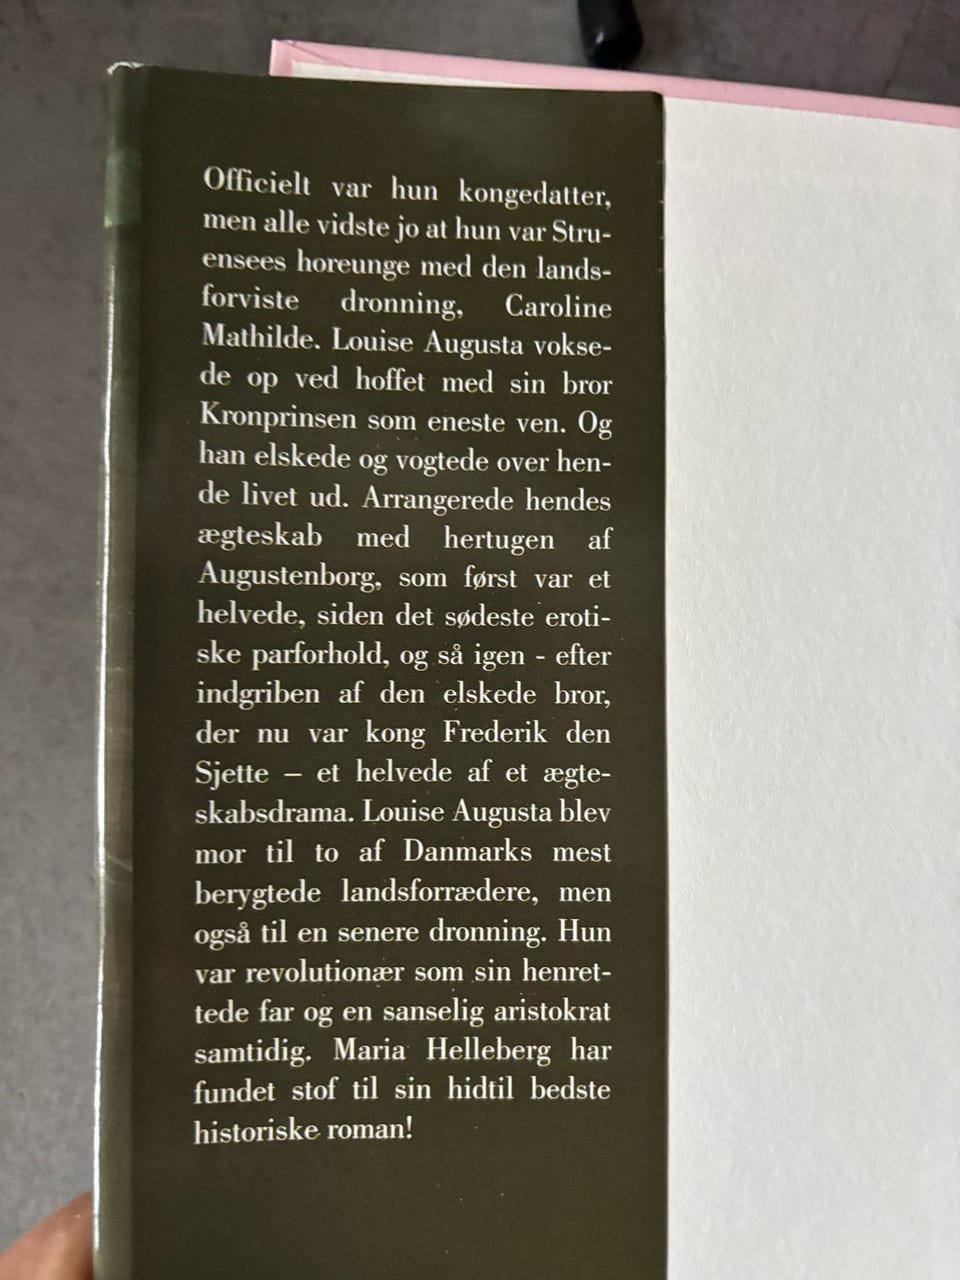 Officielt var hun kongedatter,
men alle vidste jo at hun var Stru-
ensees horeunge med den lands-
forviste dronning, Caroline
Mathilde. Louise Augusta vokse-
de op ved hoffet med sin bror
Kronprinsen som eneste ven. Og
han elskede og vogtede over hen-
de livet ud. Arrangerede hendes
ægteskab med hertugen af
Augustenborg, som først var et
helvede, siden det sødeste eroti-
ske parforhold, og så igen - efter
indgriben af den elskede bror,
der nu var kong Frederik den
Sjette – et helvede af et ægte-
skabsdrama. Louise Augusta blev
mor til to af Danmarks mest
berygtede landsforrædere, men
også til en senere dronning. Hun
var revolutionær som sin henret-
tede far og en sanselig aristokrat
samtidig. Maria Helleberg har
fundet stof til sin hidtil bedste
historiske roman!